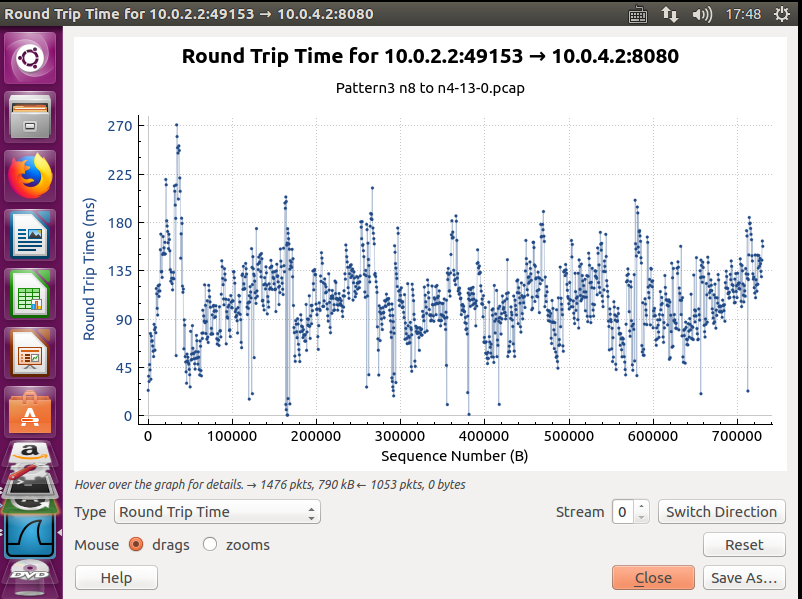 Round Trip Time for 10.0.2.2:49153 → 10.0.4.2:8080
17:48
Round Trip Time for 10.0.2.2:49153 → 10.0.4.2:8080
Pattern3 n8 to n4-13-0.pcap
Round Trip Time (ms)
270
225
180
135
90
45
0
0 100000 200000 300000 400000 500000 600000 700000
Sequence Number (B)
Hover over the graph for details. → 1476 pkts, 790 kB ← 1053 pkts, 0 bytes
Type Round Trip Time Stream 0 Switch Direction
Mouse drags zooms Reset
Help Close Save As…
A
a
DVD